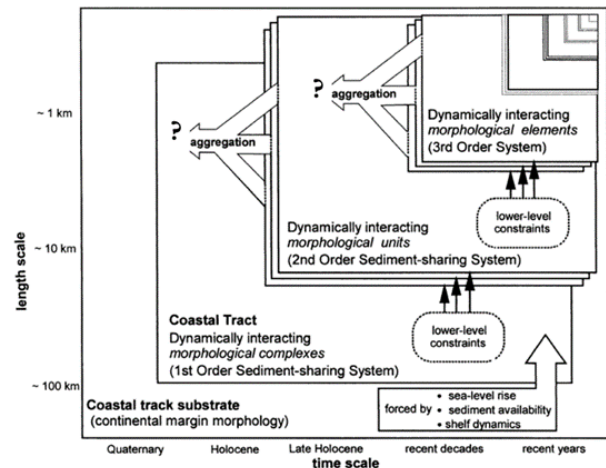 ~ 1 km
?
aggregation
?
aggregation
Dynamically interacting
morphological elements
(3rd Order System)
lower-level
constraints
Dynamically interacting
morphological units
(2nd Order Sediment-sharing System)
~ 10 km
length scale
lower-level
constraints
Coastal Tract
Dynamically interacting
morphological complexes
(1st Order Sediment-sharing System)
~ 100 km
Coastal track substrate
(continental margin morphology)
forced by
• sea-level rise
• sediment availability
• shelf dynamics
Quaternary Holocene Late Holocene recent decades recent years
time scale